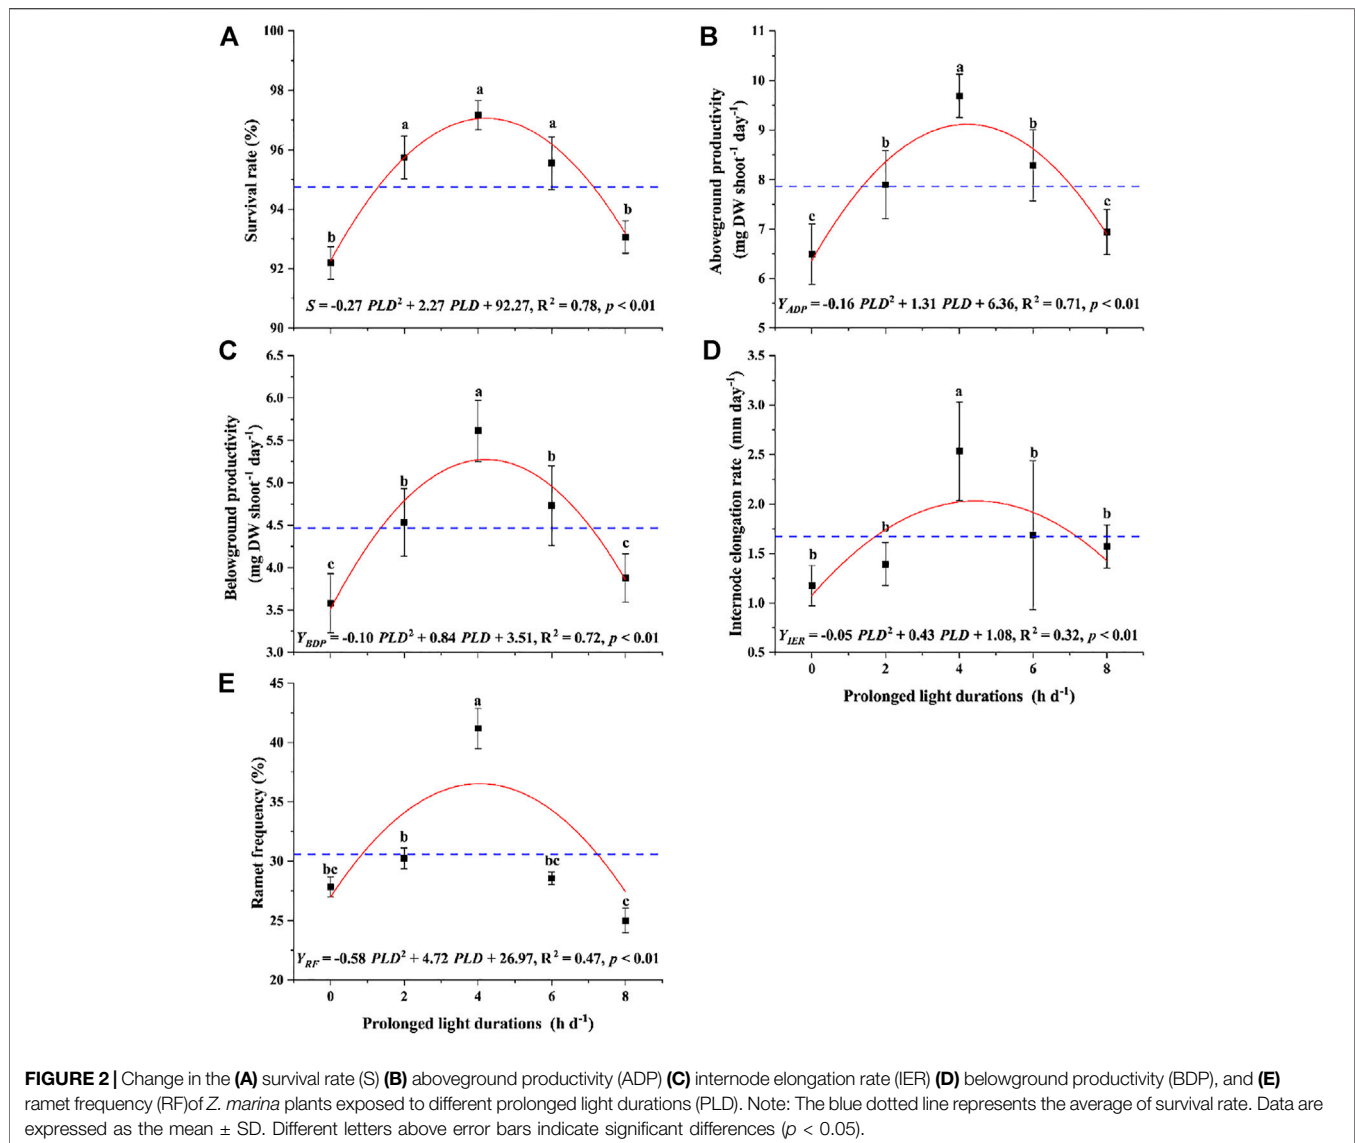 A
Survival rate (%)
100
98
96
94
92
90
b
a
a
a
b
S = -0.27 PLD² + 2.27 PLD + 92.27, R² = 0.78, p < 0.01
B
Aboveground productivity
(mg DW shoot⁻¹ day⁻¹)
11
10
9
8
7
6
5
c
b
a
b
c
Y_ADP = -0.16 PLD² + 1.31 PLD + 6.36, R² = 0.71, p < 0.01
C
Belowground productivity
(mg DW shoot⁻¹ day⁻¹)
6.5
6.0
5.5
5.0
4.5
4.0
3.5
3.0
c
b
a
b
c
Y_BDP = -0.10 PLD² + 0.84 PLD + 3.51, R² = 0.72, p < 0.01
D
Internode elongation rate (mm day⁻¹)
3.5
3.0
2.5
2.0
1.5
1.0
0.5
b
b
a
b
b
Y_IER = -0.05 PLD² + 0.43 PLD + 1.08, R² = 0.32, p < 0.01
0 2 4 6 8
Prolonged light durations (h d⁻¹)
E
Ramet frequency (%)
45
40
35
30
25
20
bc
b
a
bc
c
Y_RF = -0.58 PLD² + 4.72 PLD + 26.97, R² = 0.47, p < 0.01
0 2 4 6 8
Prolonged light durations (h d⁻¹)
FIGURE 2 | Change in the (A) survival rate (S) (B) aboveground productivity (ADP) (C) internode elongation rate (IER) (D) belowground productivity (BDP), and (E)
ramet frequency (RF)of Z. marina plants exposed to different prolonged light durations (PLD). Note: The blue dotted line represents the average of survival rate. Data are
expressed as the mean ± SD. Different letters above error bars indicate significant differences (p < 0.05).